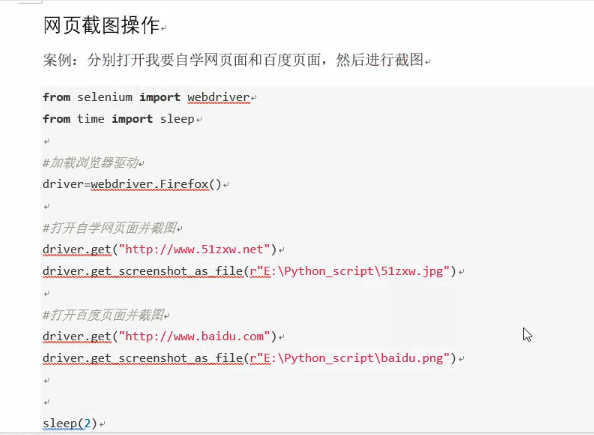 网页截图操作
案例：分别打开我要自学网页面和百度页面，然后进行截图
from selenium import webdriver
from time import sleep
#加载浏览器驱动
driver=webdriver.Firefox()
#打开自学网页面并截图
driver.get("http://www.51zxw.net")
driver.get_screenshot_as_file(r"E:\Python_script\51zxw.jpg")
#打开百度页面并截图
driver.get("http://www.baidu.com")
driver.get_screenshot_as_file(r"E:\Python_script\baidu.png")
sleep(2)